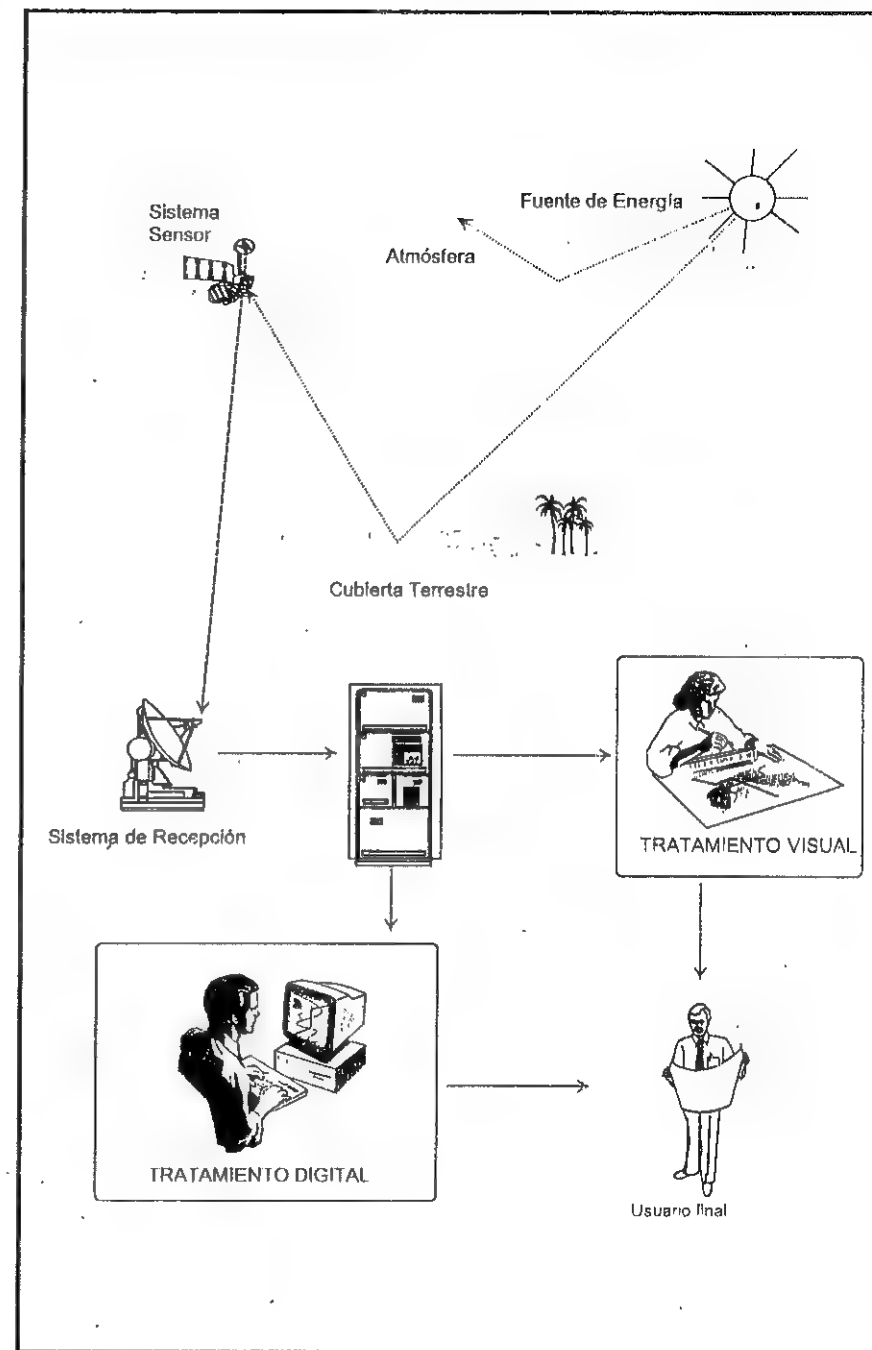 Fuente de Energía
Sistema
Sensor
Atmósfera
Cubierta Terrestre
Sistema de Recepción
TRATAMIENTO VISUAL
TRATAMIENTO DIGITAL
Usuario final